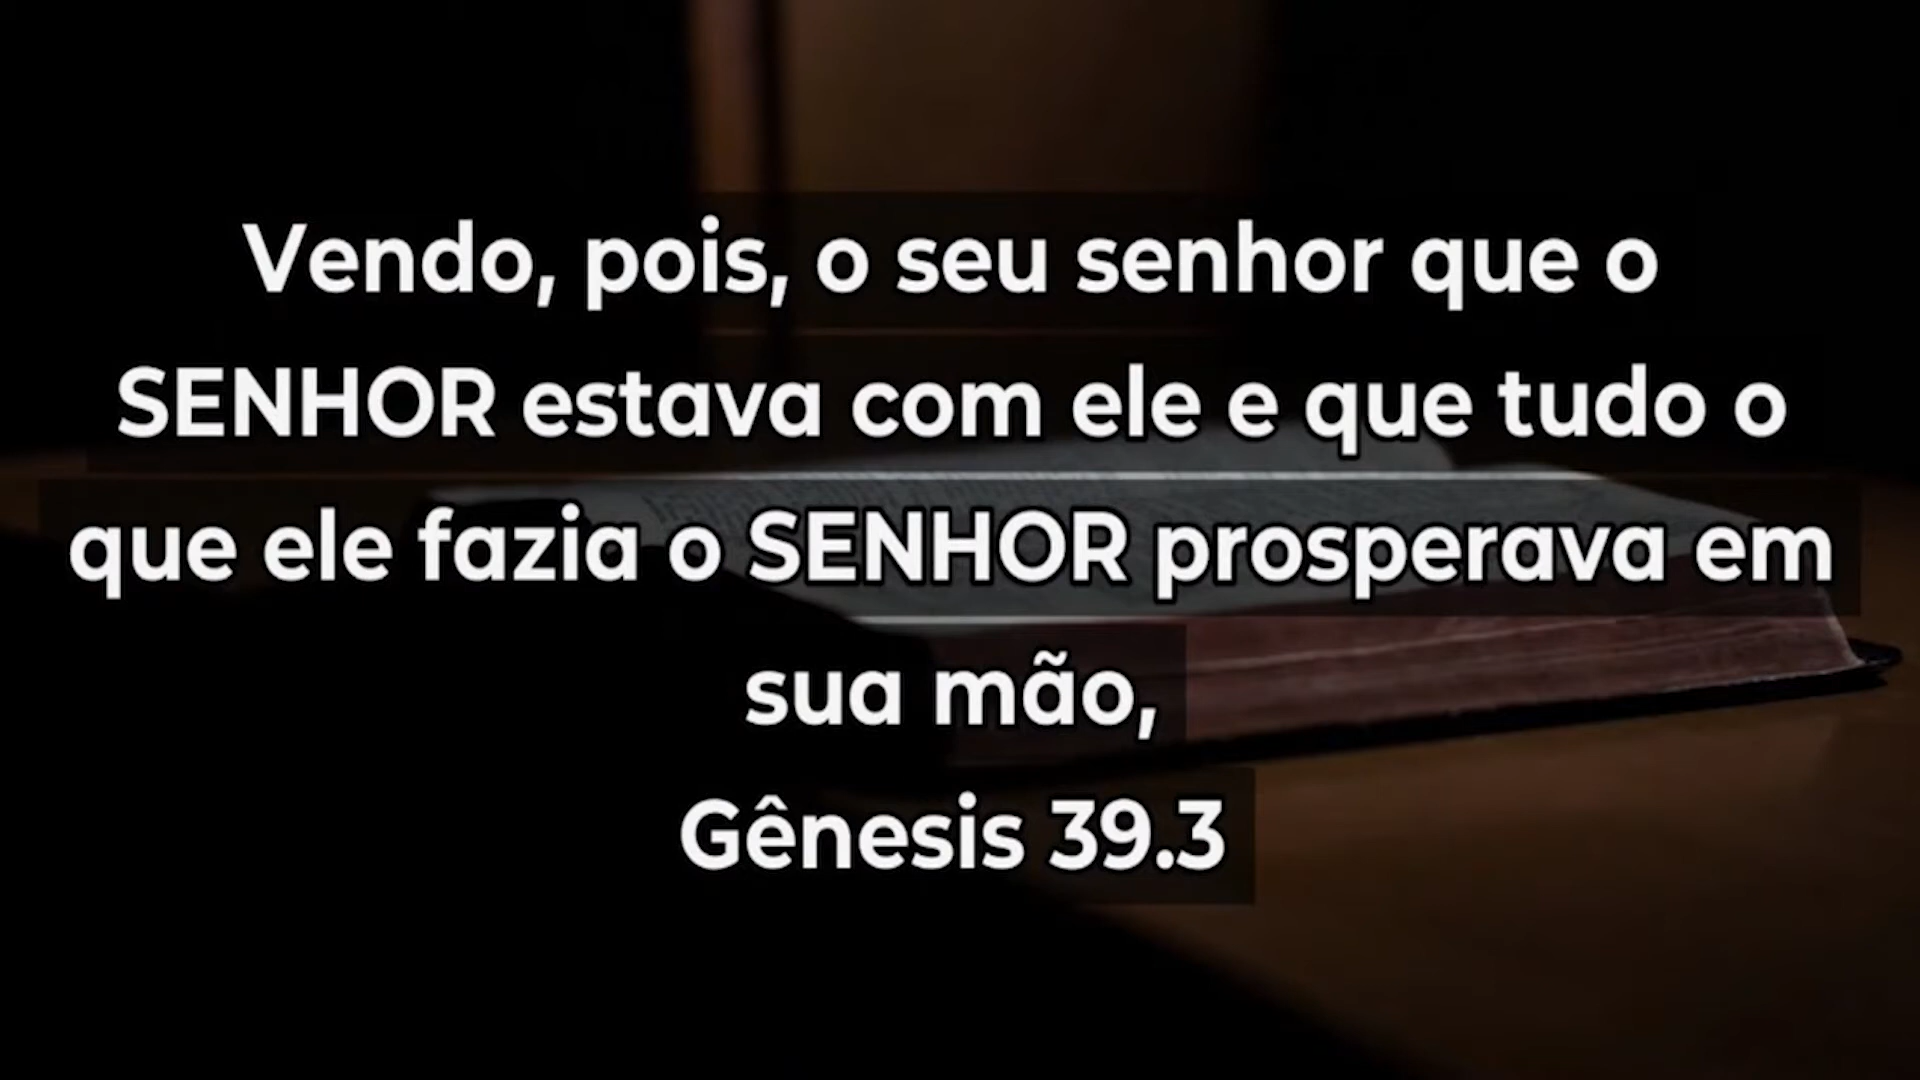 Vendo, pois, o seu senhor que o
SENHOR estava com ele e que tudo o
que ele fazia o SENHOR prosperava em
sua mão,
Gênesis 39.3